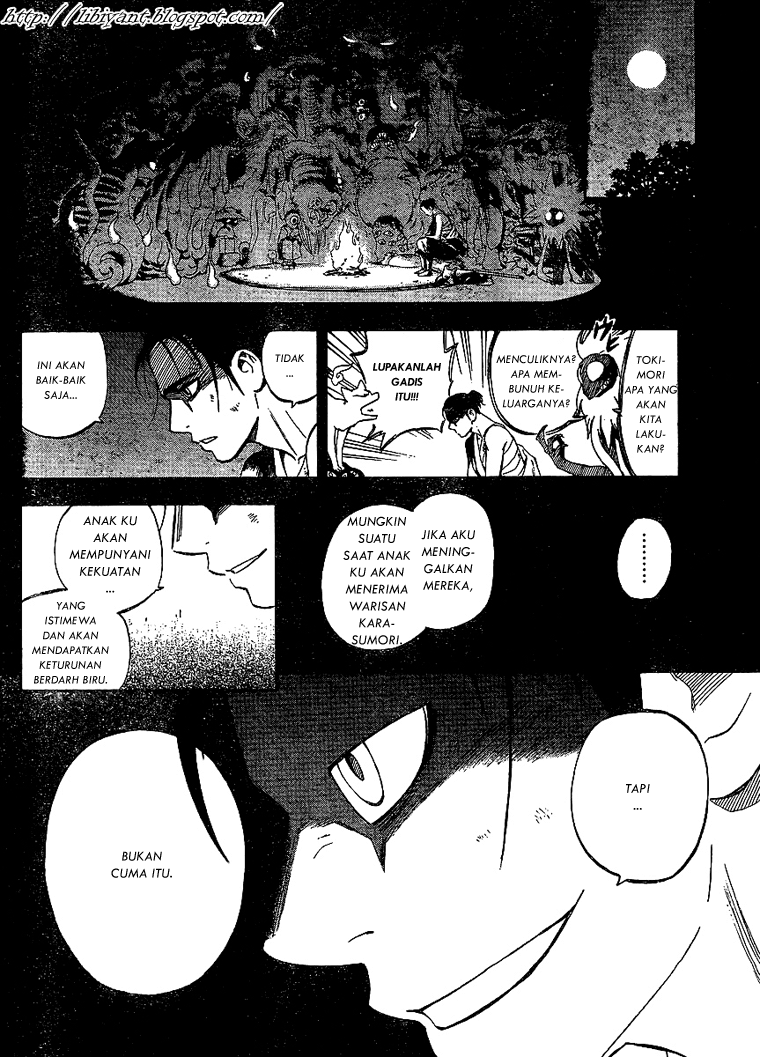 http://libiyant.blogspot.com/
TOKI-
MORI
APA YANG
AKAN
KITA
LAKU-
KAN?
MENCULIKNYA?
APA MEM-
BUNUH KE-
LUARGANYA?
LUPAKANLAH
GADIS
ITU!!!
TIDAK
...
INI AKAN
BAIK-BAIK
SAJA...
........
JIKA AKU
MENING-
GALKAN
MEREKA,
MUNGKIN
SUATU
SAAT ANAK
KU AKAN
MENERIMA
WARISAN
KARA-
SUMORI.
ANAK KU
AKAN
MEMPUNYANI
KEKUATAN
...
YANG
ISTIMEWA
DAN AKAN
MENDAPATKAN
KETURUNAN
BERDARH BIRU.
TAPI
...
BUKAN
CUMA ITU.